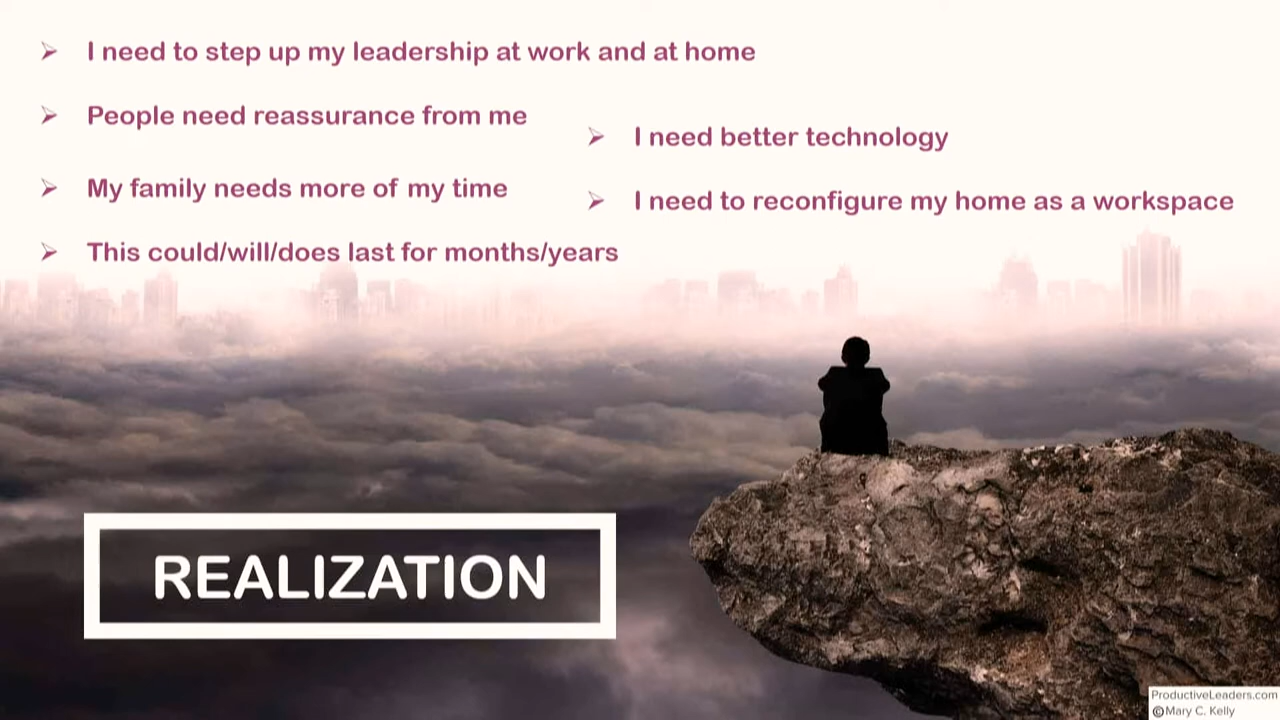 I need to step up my leadership at work and at home
People need reassurance from me
My family needs more of my time
This could/will/does last for months/years
I need better technology
I need to reconfigure my home as a workspace
REALIZATION
ProductiveLeaders.com
©Mary C. Kelly